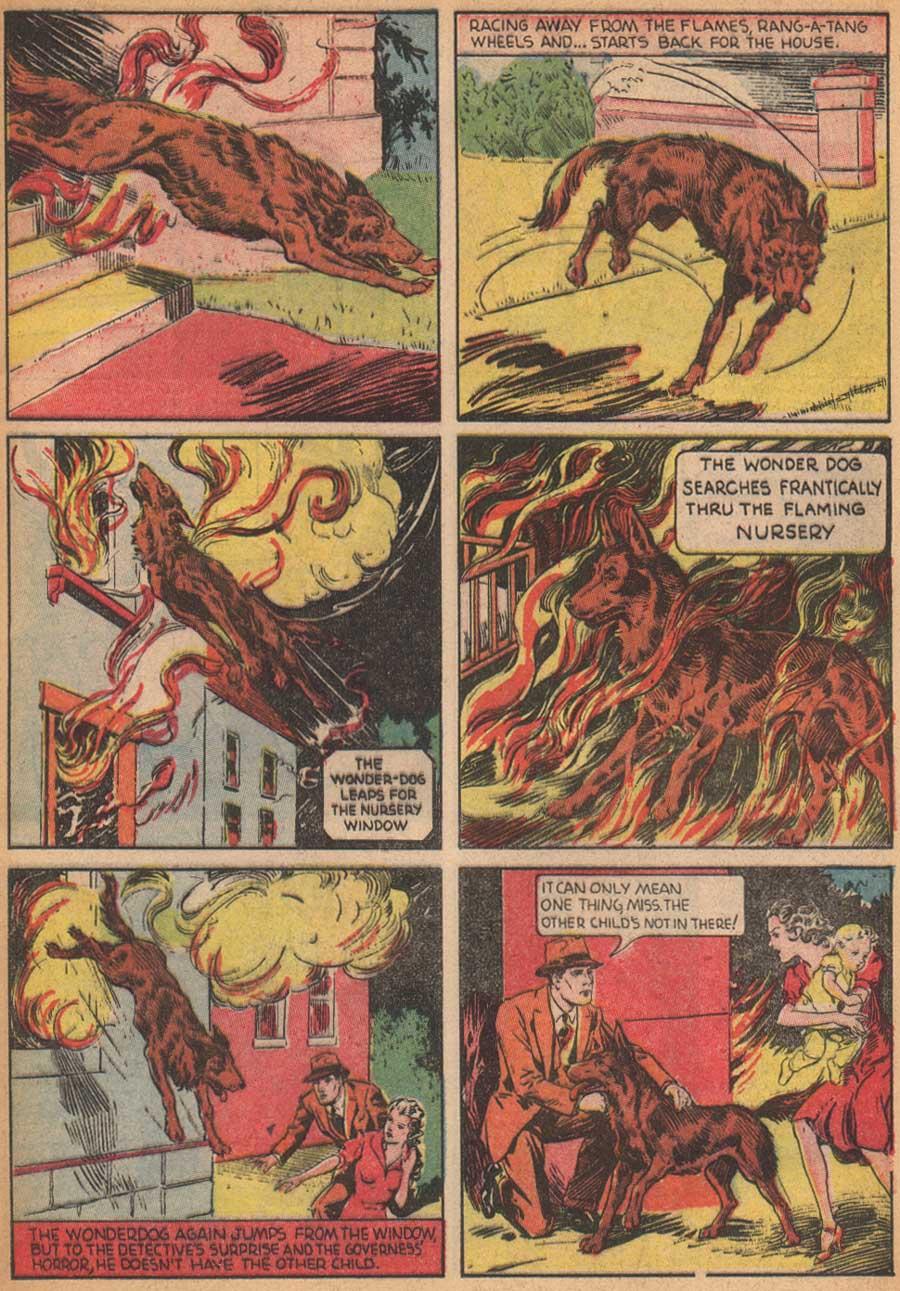 RACING AWAY FROM THE FLAMES, RANG-A-TANG
WHEELS AND... STARTS BACK FOR THE HOUSE.
THE
WONDER-DOG
LEAPS FOR
THE NURSERY
WINDOW
THE WONDER DOG
SEARCHES FRANTICALLY
THRU THE FLAMING
NURSERY
THE WONDERDOG AGAIN JUMPS FROM THE WINDOW,
BUT TO THE DETECTIVE'S SURPRISE AND THE GOVERNESS'
HORROR, HE DOESN'T HAVE THE OTHER CHILD.
IT CAN ONLY MEAN
ONE THING MISS. THE
OTHER CHILD'S NOT IN THERE!